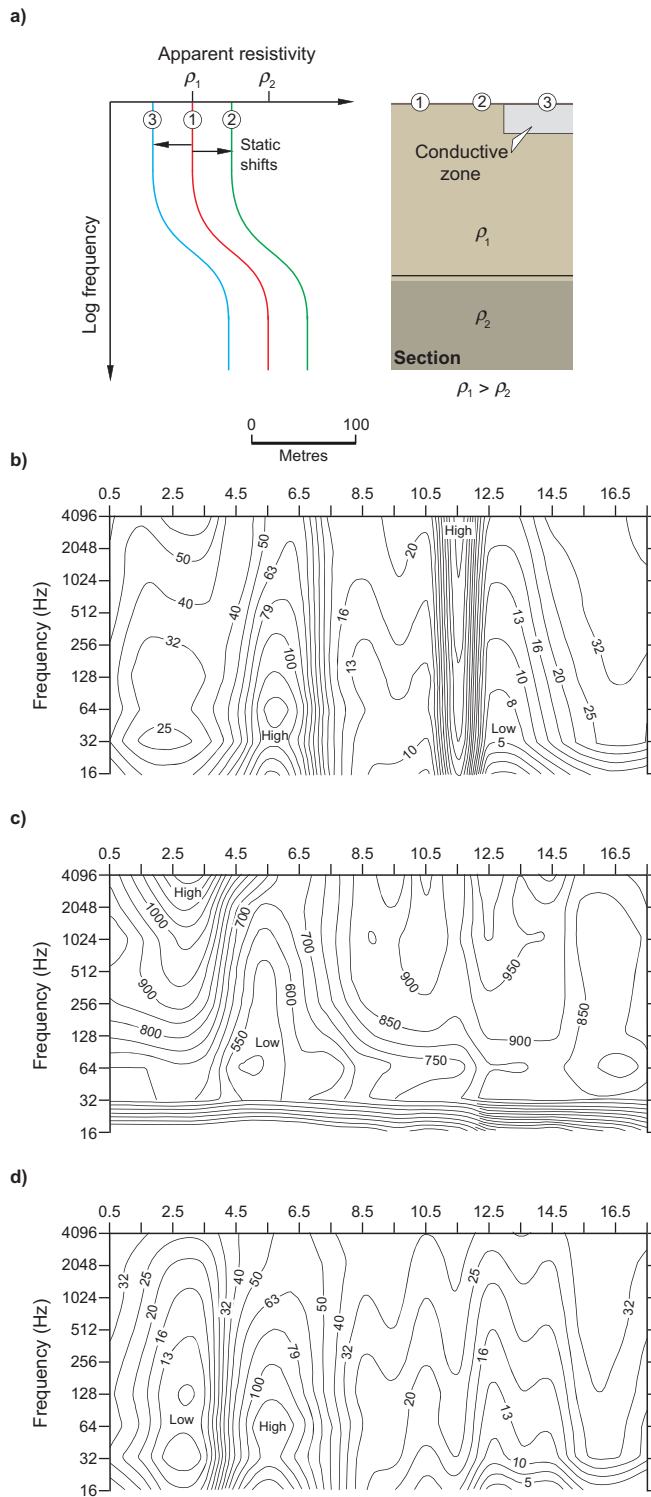 a)
Apparent resistivity
ρ1 ρ2
3 1 2
Static
shifts
Log frequency
1 2 3
Conductive
zone
ρ1
ρ2
Section
ρ1 > ρ2
0 100
Metres
b)
0.5 2.5 4.5 6.5 8.5 10.5 12.5 14.5 16.5
4096
2048
1024
512
256
128
64
32
16
Frequency (Hz)
50 40 32 25 40 50 63 79 100 High 16 13 20 10 High 13 10 8 Low 5 16 20 25 32
c)
0.5 2.5 4.5 6.5 8.5 10.5 12.5 14.5 16.5
4096
2048
1024
512
256
128
64
32
16
Frequency (Hz)
High 1000 900 800 700 550 Low 600 700 850 900 750 950 900 850
d)
0.5 2.5 4.5 6.5 8.5 10.5 12.5 14.5 16.5
4096
2048
1024
512
256
128
64
32
16
Frequency (Hz)
32 25 20 16 13 Low 32 40 50 63 79 100 High 50 40 32 20 25 16 13 10 5 32